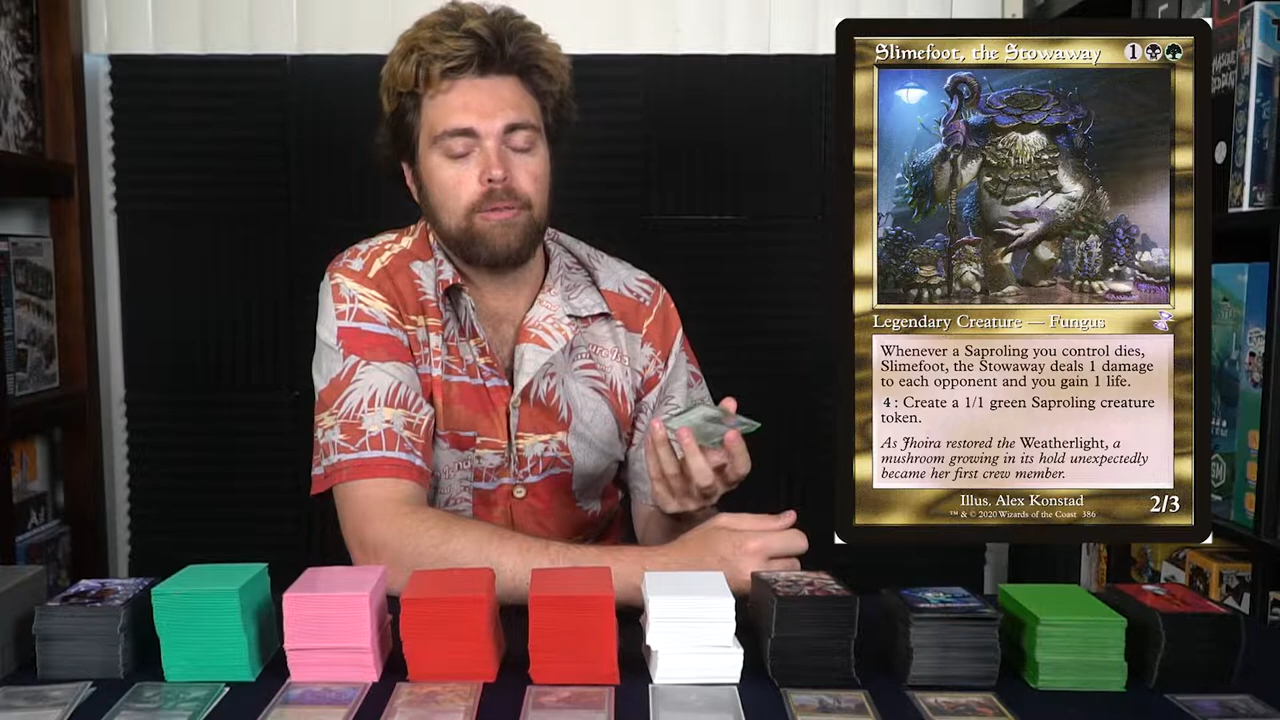 Slimefoot, the Stowaway 1
Legendary Creature — Fungus
Whenever a Saproling you control dies,
Slimefoot, the Stowaway deals 1 damage
to each opponent and you gain 1 life.
4 : Create a 1/1 green Saproling creature
token.
As Jhoira restored the Weatherlight, a
mushroom growing in its hold unexpectedly
became her first crew member.
Illus. Alex Konstad
™ & © 2020 Wizards of the Coast 386
2/3